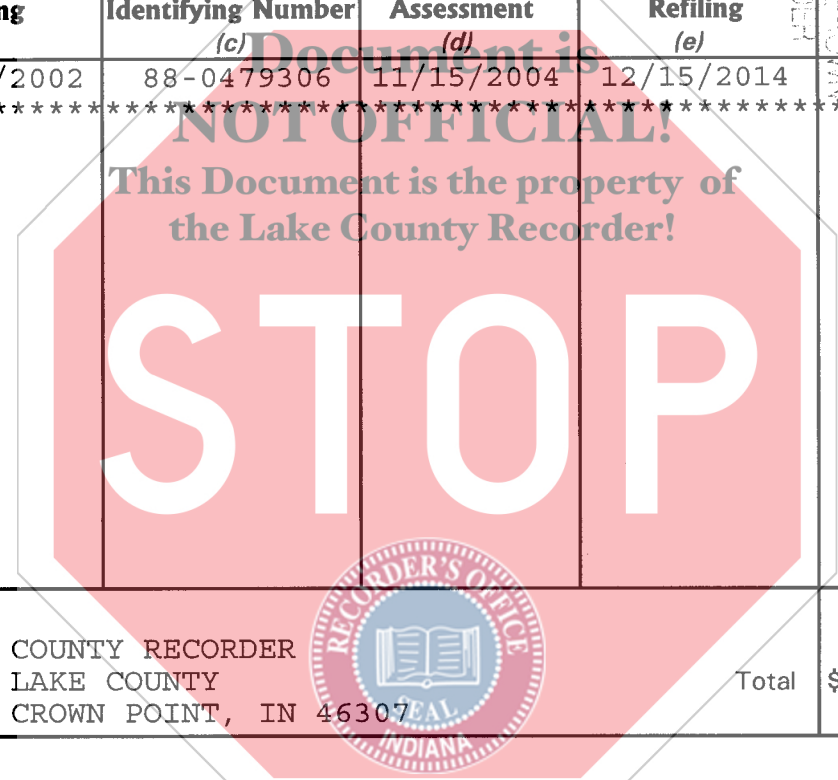 ng Identifying Number Assessment Refiling
(c) (d) (e)
Document is
/2002 88-0479306 11/15/2004 12/15/2014
*****************************************************
NOT OFFICIAL!
This Document is the property of
the Lake County Recorder!
STOP
RECORDER'S OFFICE
SEAL
INDIANA
COUNTY RECORDER
LAKE COUNTY
CROWN POINT, IN 46307
Total $